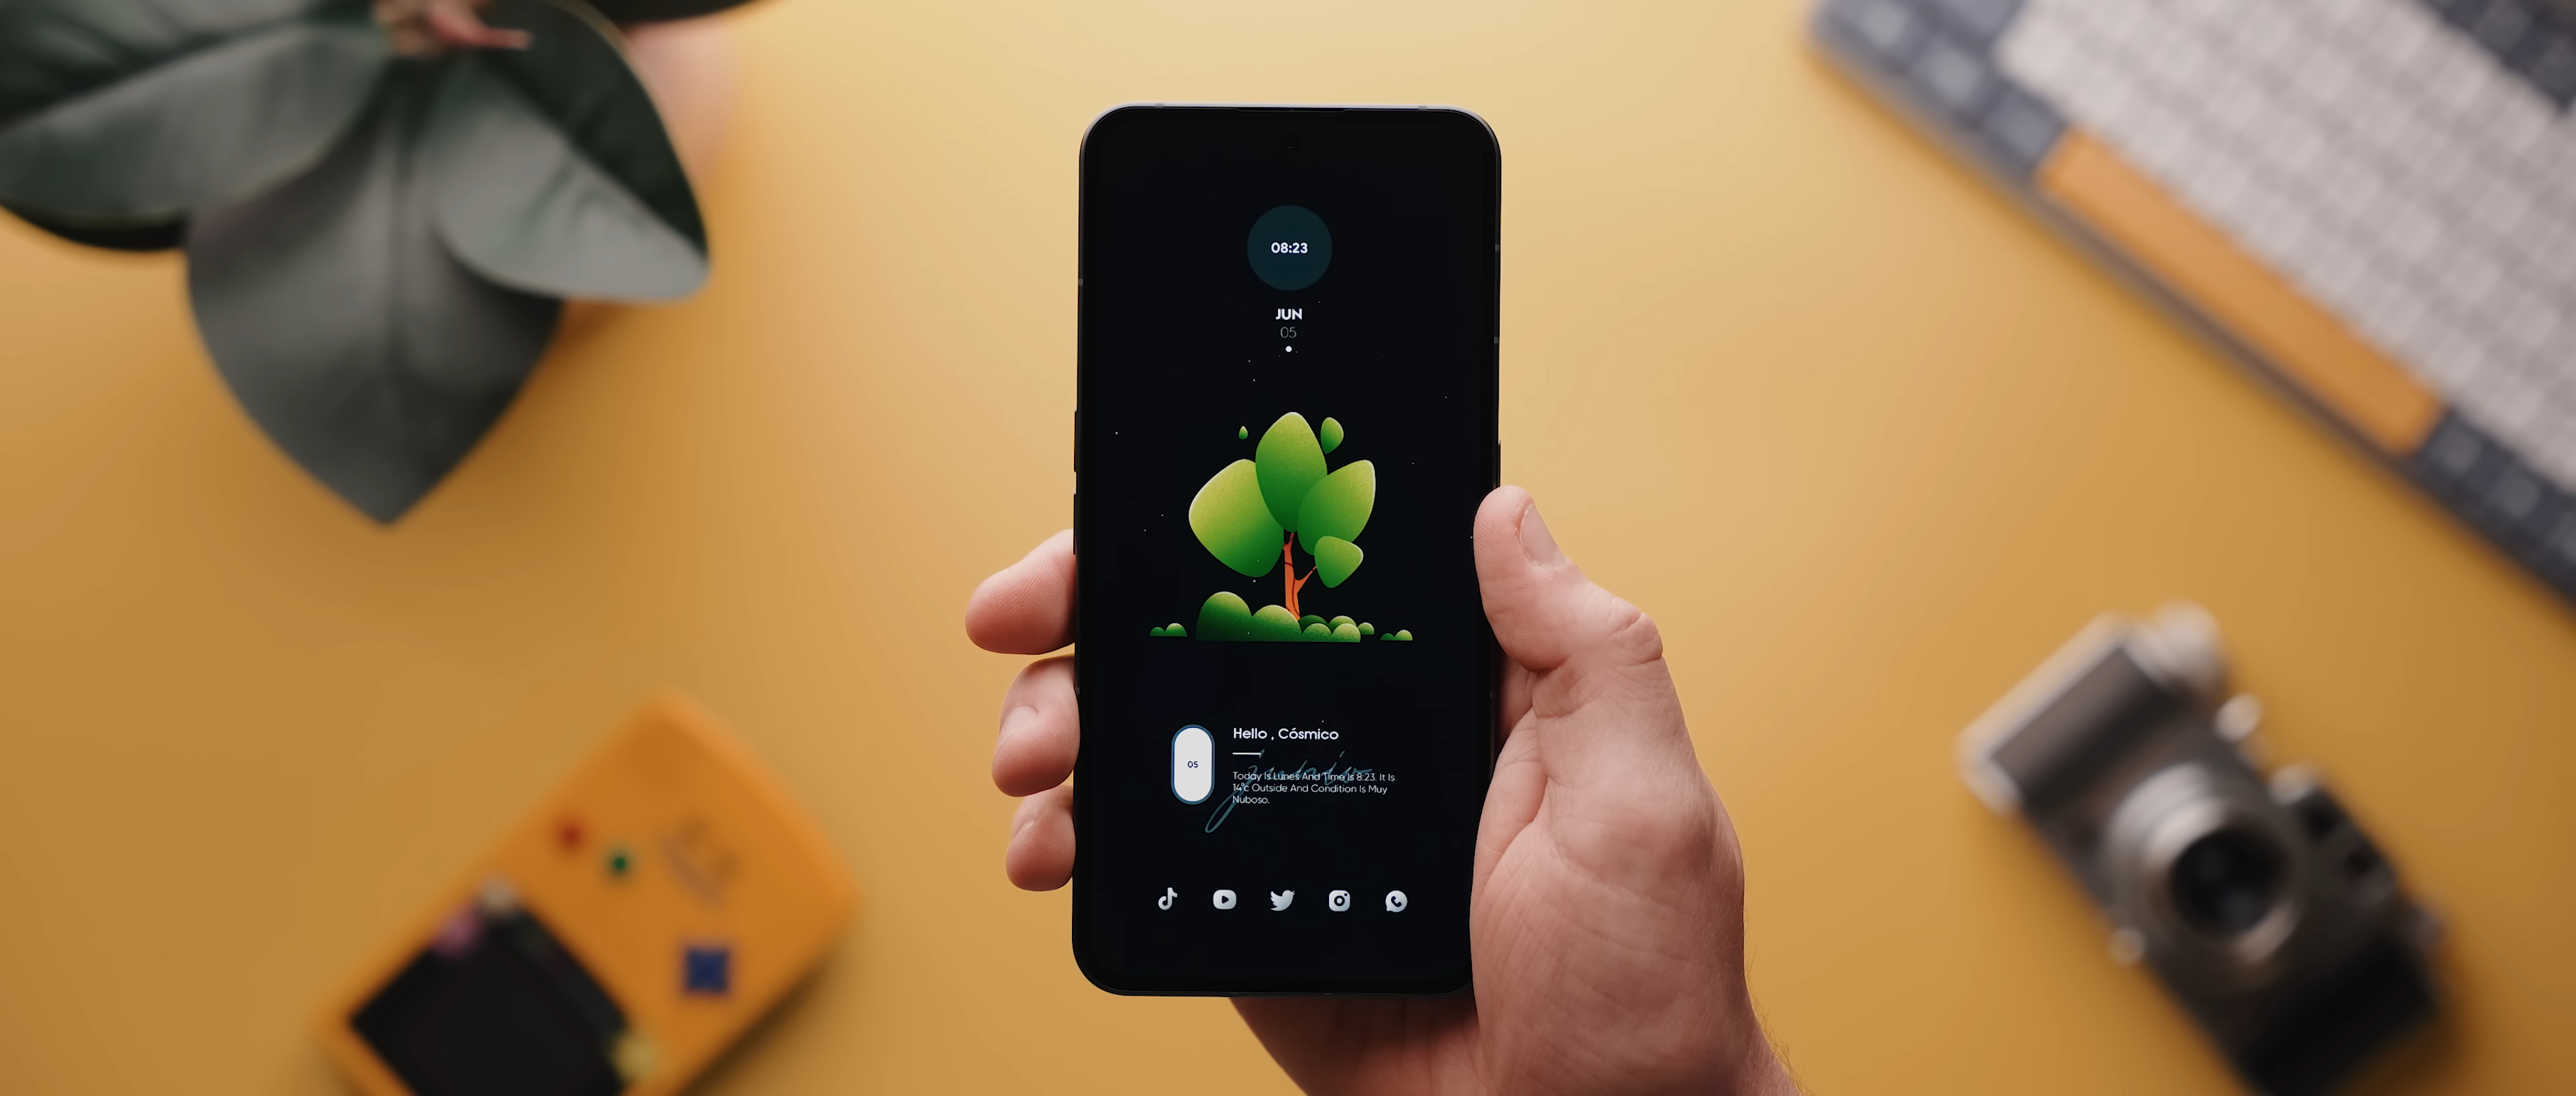 08:23
JUN
05
Hello , Cósmico
05
Today Is Lunes And Time Is 8:23. It Is
14°c Outside And Condition Is Muy
Nuboso.
junio